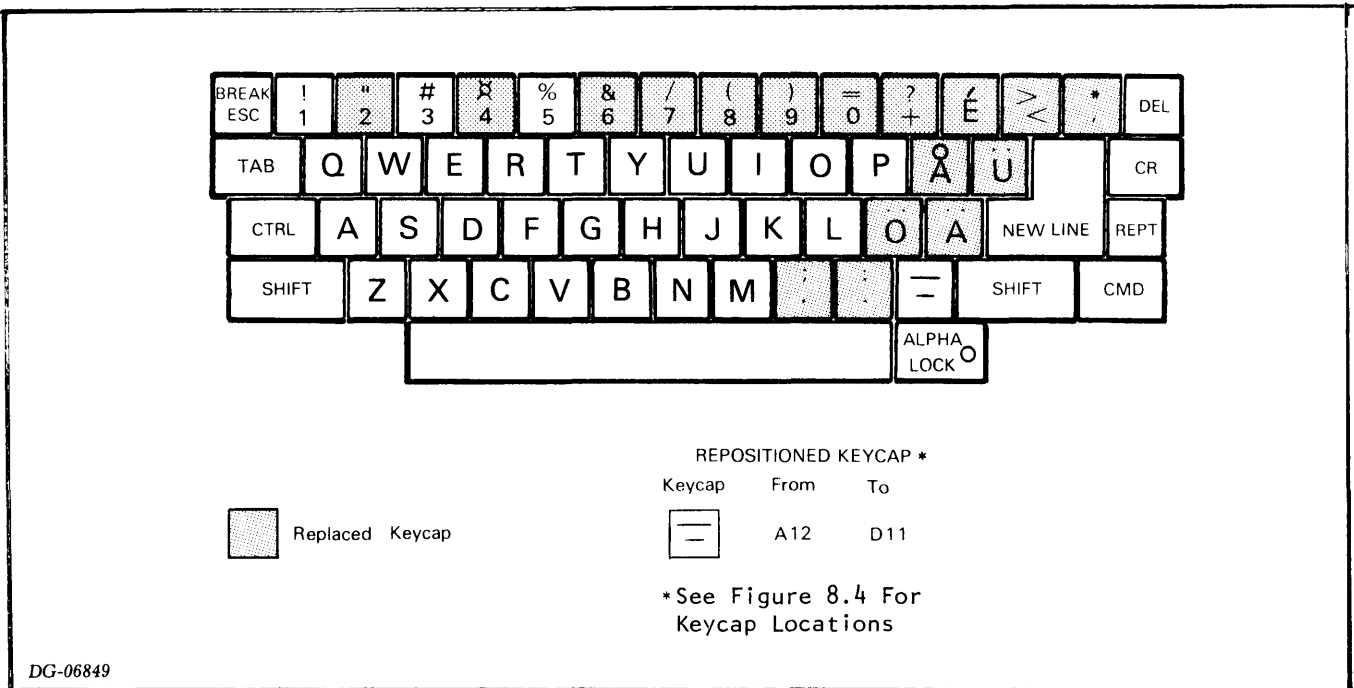 BREAK ! " # ¤ % & / ( ) = ? É > * DEL
ESC 1 2 3 4 5 6 7 8 9 0 + < '
TAB Q W E R T Y U I O P Å Ü CR
CTRL A S D F G H J K L Ö Ä NEW LINE REPT
SHIFT Z X C V B N M ; , : . — - SHIFT CMD
ALPHA
LOCK
REPOSITIONED KEYCAP *
Keycap From To
Replaced Keycap
— - A12 D11
*See Figure 8.4 For
Keycap Locations
DG-06849